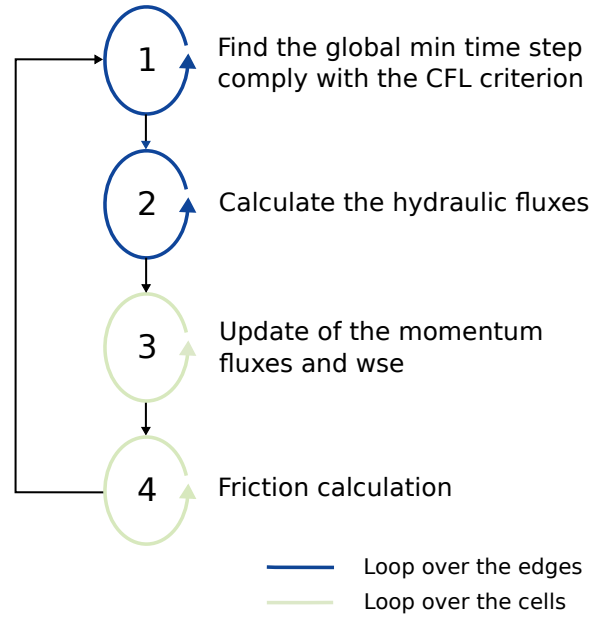 1
Find the global min time step
comply with the CFL criterion
2
Calculate the hydraulic fluxes
3
Update of the momentum
fluxes and wse
4
Friction calculation
Loop over the edges
Loop over the cells